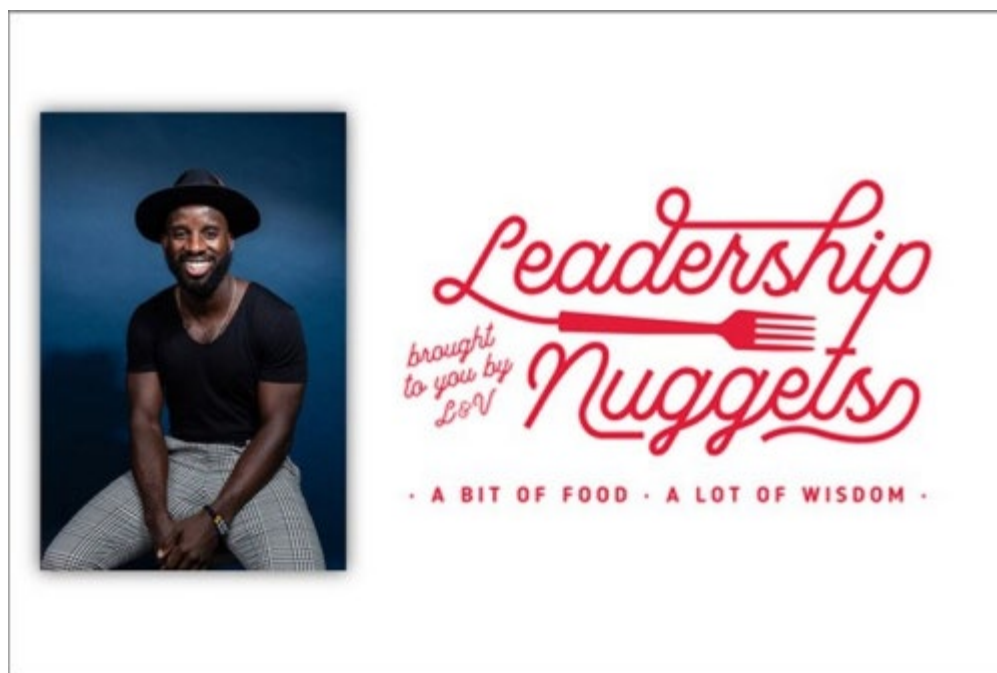 Leadership
brought
to you by
L&V
Nuggets
· A BIT OF FOOD · A LOT OF WISDOM ·